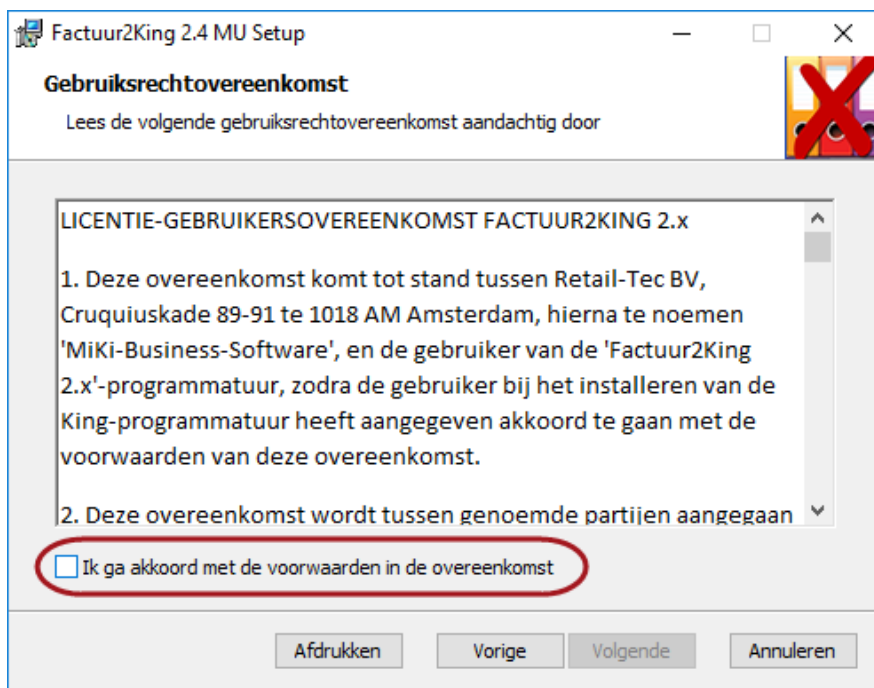 Factuur2King 2.4 MU Setup
Gebruiksrechtovereenkomst
Lees de volgende gebruiksrechtovereenkomst aandachtig door
LICENTIE-GEBRUIKERSOVEREENKOMST FACTUUR2KING 2.x
1. Deze overeenkomst komt tot stand tussen Retail-Tec BV,
Cruquiuskade 89-91 te 1018 AM Amsterdam, hierna te noemen
'MiKi-Business-Software', en de gebruiker van de 'Factuur2King
2.x'-programmatuur, zodra de gebruiker bij het installeren van de
King-programmatuur heeft aangegeven akkoord te gaan met de
voorwaarden van deze overeenkomst.
2. Deze overeenkomst wordt tussen genoemde partijen aangegaan
Ik ga akkoord met de voorwaarden in de overeenkomst
Afdrukken
Vorige
Volgende
Annuleren